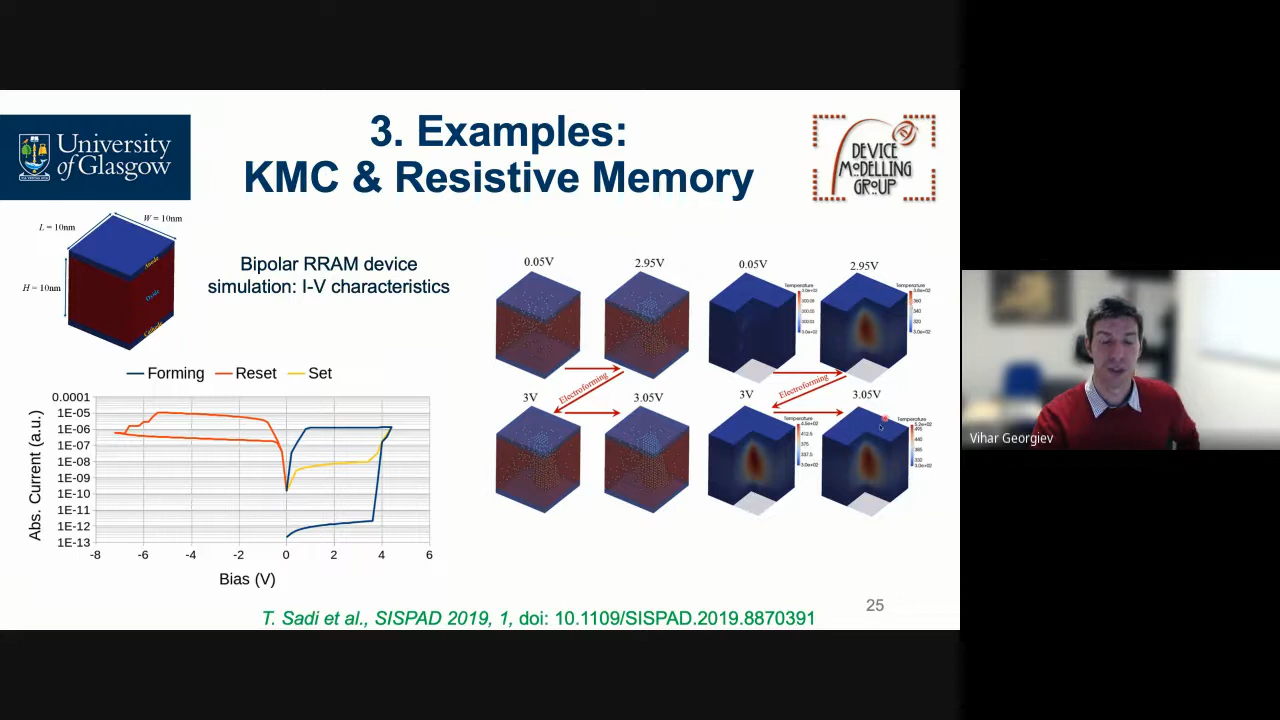 University
of Glasgow
3. Examples:
KMC & Resistive Memory
DEVICE
MODELLING
GROUP
L = 10nm
W = 10nm
H = 10nm
Anode
Oxide
Cathode
Bipolar RRAM device
simulation: I-V characteristics
Forming Reset Set
Abs. Current (a.u.)
0.0001
1E-05
1E-06
1E-07
1E-08
1E-09
1E-10
1E-11
1E-12
1E-13
-8 -6 -4 -2 0 2 4 6
Bias (V)
0.05V 2.95V
Electroforming
3V 3.05V
0.05V 2.95V
Temperature
Temperature
Electroforming
3V 3.05V
Temperature
Temperature
T. Sadi et al., SISPAD 2019, 1, doi: 10.1109/SISPAD.2019.8870391
25
Vihar Georgiev